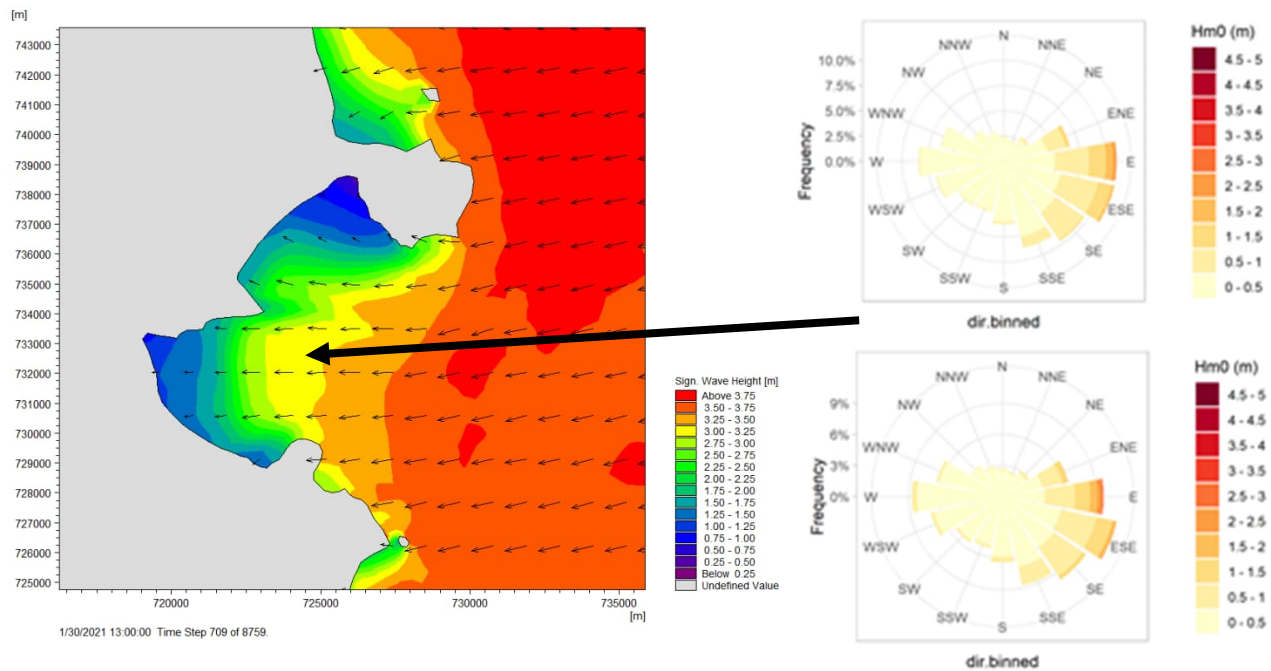 [m]
743000
742000
741000
740000
739000
738000
737000
736000
735000
734000
733000
732000
731000
730000
729000
728000
727000
726000
725000
720000
725000
730000
735000
[m]
1/30/2021 13:00:00 Time Step 709 of 8759.
Sign. Wave Height [m]
Above 3.75
3.50 - 3.75
3.25 - 3.50
3.00 - 3.25
2.75 - 3.00
2.50 - 2.75
2.25 - 2.50
2.00 - 2.25
1.75 - 2.00
1.50 - 1.75
1.25 - 1.50
1.00 - 1.25
0.75 - 1.00
0.50 - 0.75
0.25 - 0.50
Below 0.25
Undefined Value
Frequency
10.0%
7.5%
5.0%
2.5%
0.0%
N
NNE
NE
ENE
E
ESE
SE
SSE
S
SSW
SW
WSW
W
WNW
NW
NNW
dir.binned
Hm0 (m)
4.5 - 5
4 - 4.5
3.5 - 4
3 - 3.5
2.5 - 3
2 - 2.5
1.5 - 2
1 - 1.5
0.5 - 1
0 - 0.5
Frequency
9%
6%
3%
0%
N
NNE
NE
ENE
E
ESE
SE
SSE
S
SSW
SW
WSW
W
WNW
NW
NNW
dir.binned
Hm0 (m)
4.5 - 5
4 - 4.5
3.5 - 4
3 - 3.5
2.5 - 3
2 - 2.5
1.5 - 2
1 - 1.5
0.5 - 1
0 - 0.5